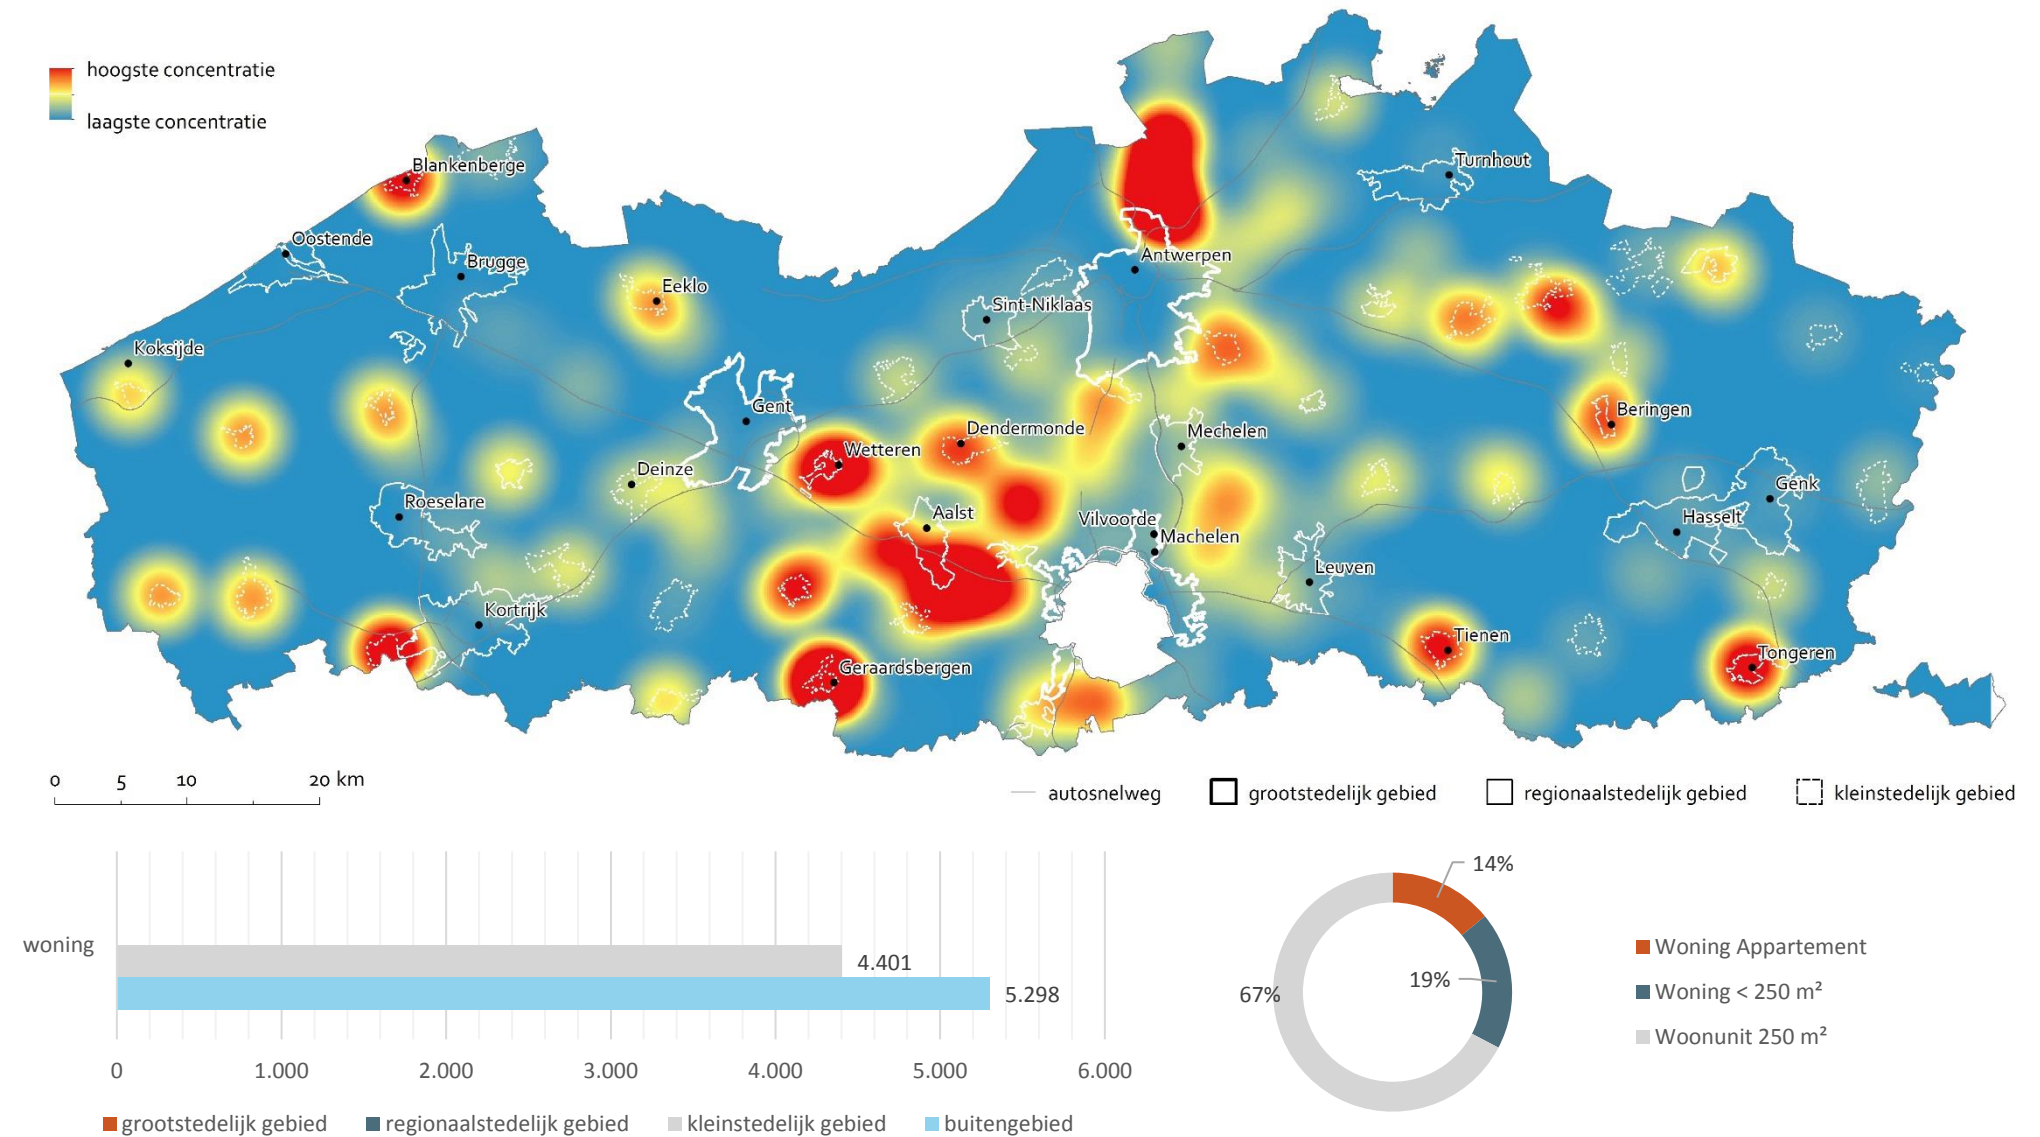 hoogste concentratie
laagste concentratie
Blankenberge
Turnhout
Oostende
Brugge
Antwerpen
Eeklo
Sint-Niklaas
Koksijde
Gent
Beringen
Dendermonde
Mechelen
Wetteren
Deinze
Genk
Roeselare
Aalst
Hasselt
Vilvoorde
Machelen
Leuven
Kortrijk
Tienen
Tongeren
Geraardsbergen
0 5 10 20 km
autosnelweg grootstedelijk gebied regionaalstedelijk gebied kleinstedelijk gebied
woning
4.401
5.298
0 1.000 2.000 3.000 4.000 5.000 6.000
grootstedelijk gebied regionaalstedelijk gebied kleinstedelijk gebied buitengebied
14%
19%
67%
Woning Appartement
Woning < 250 m²
Woonunit 250 m²